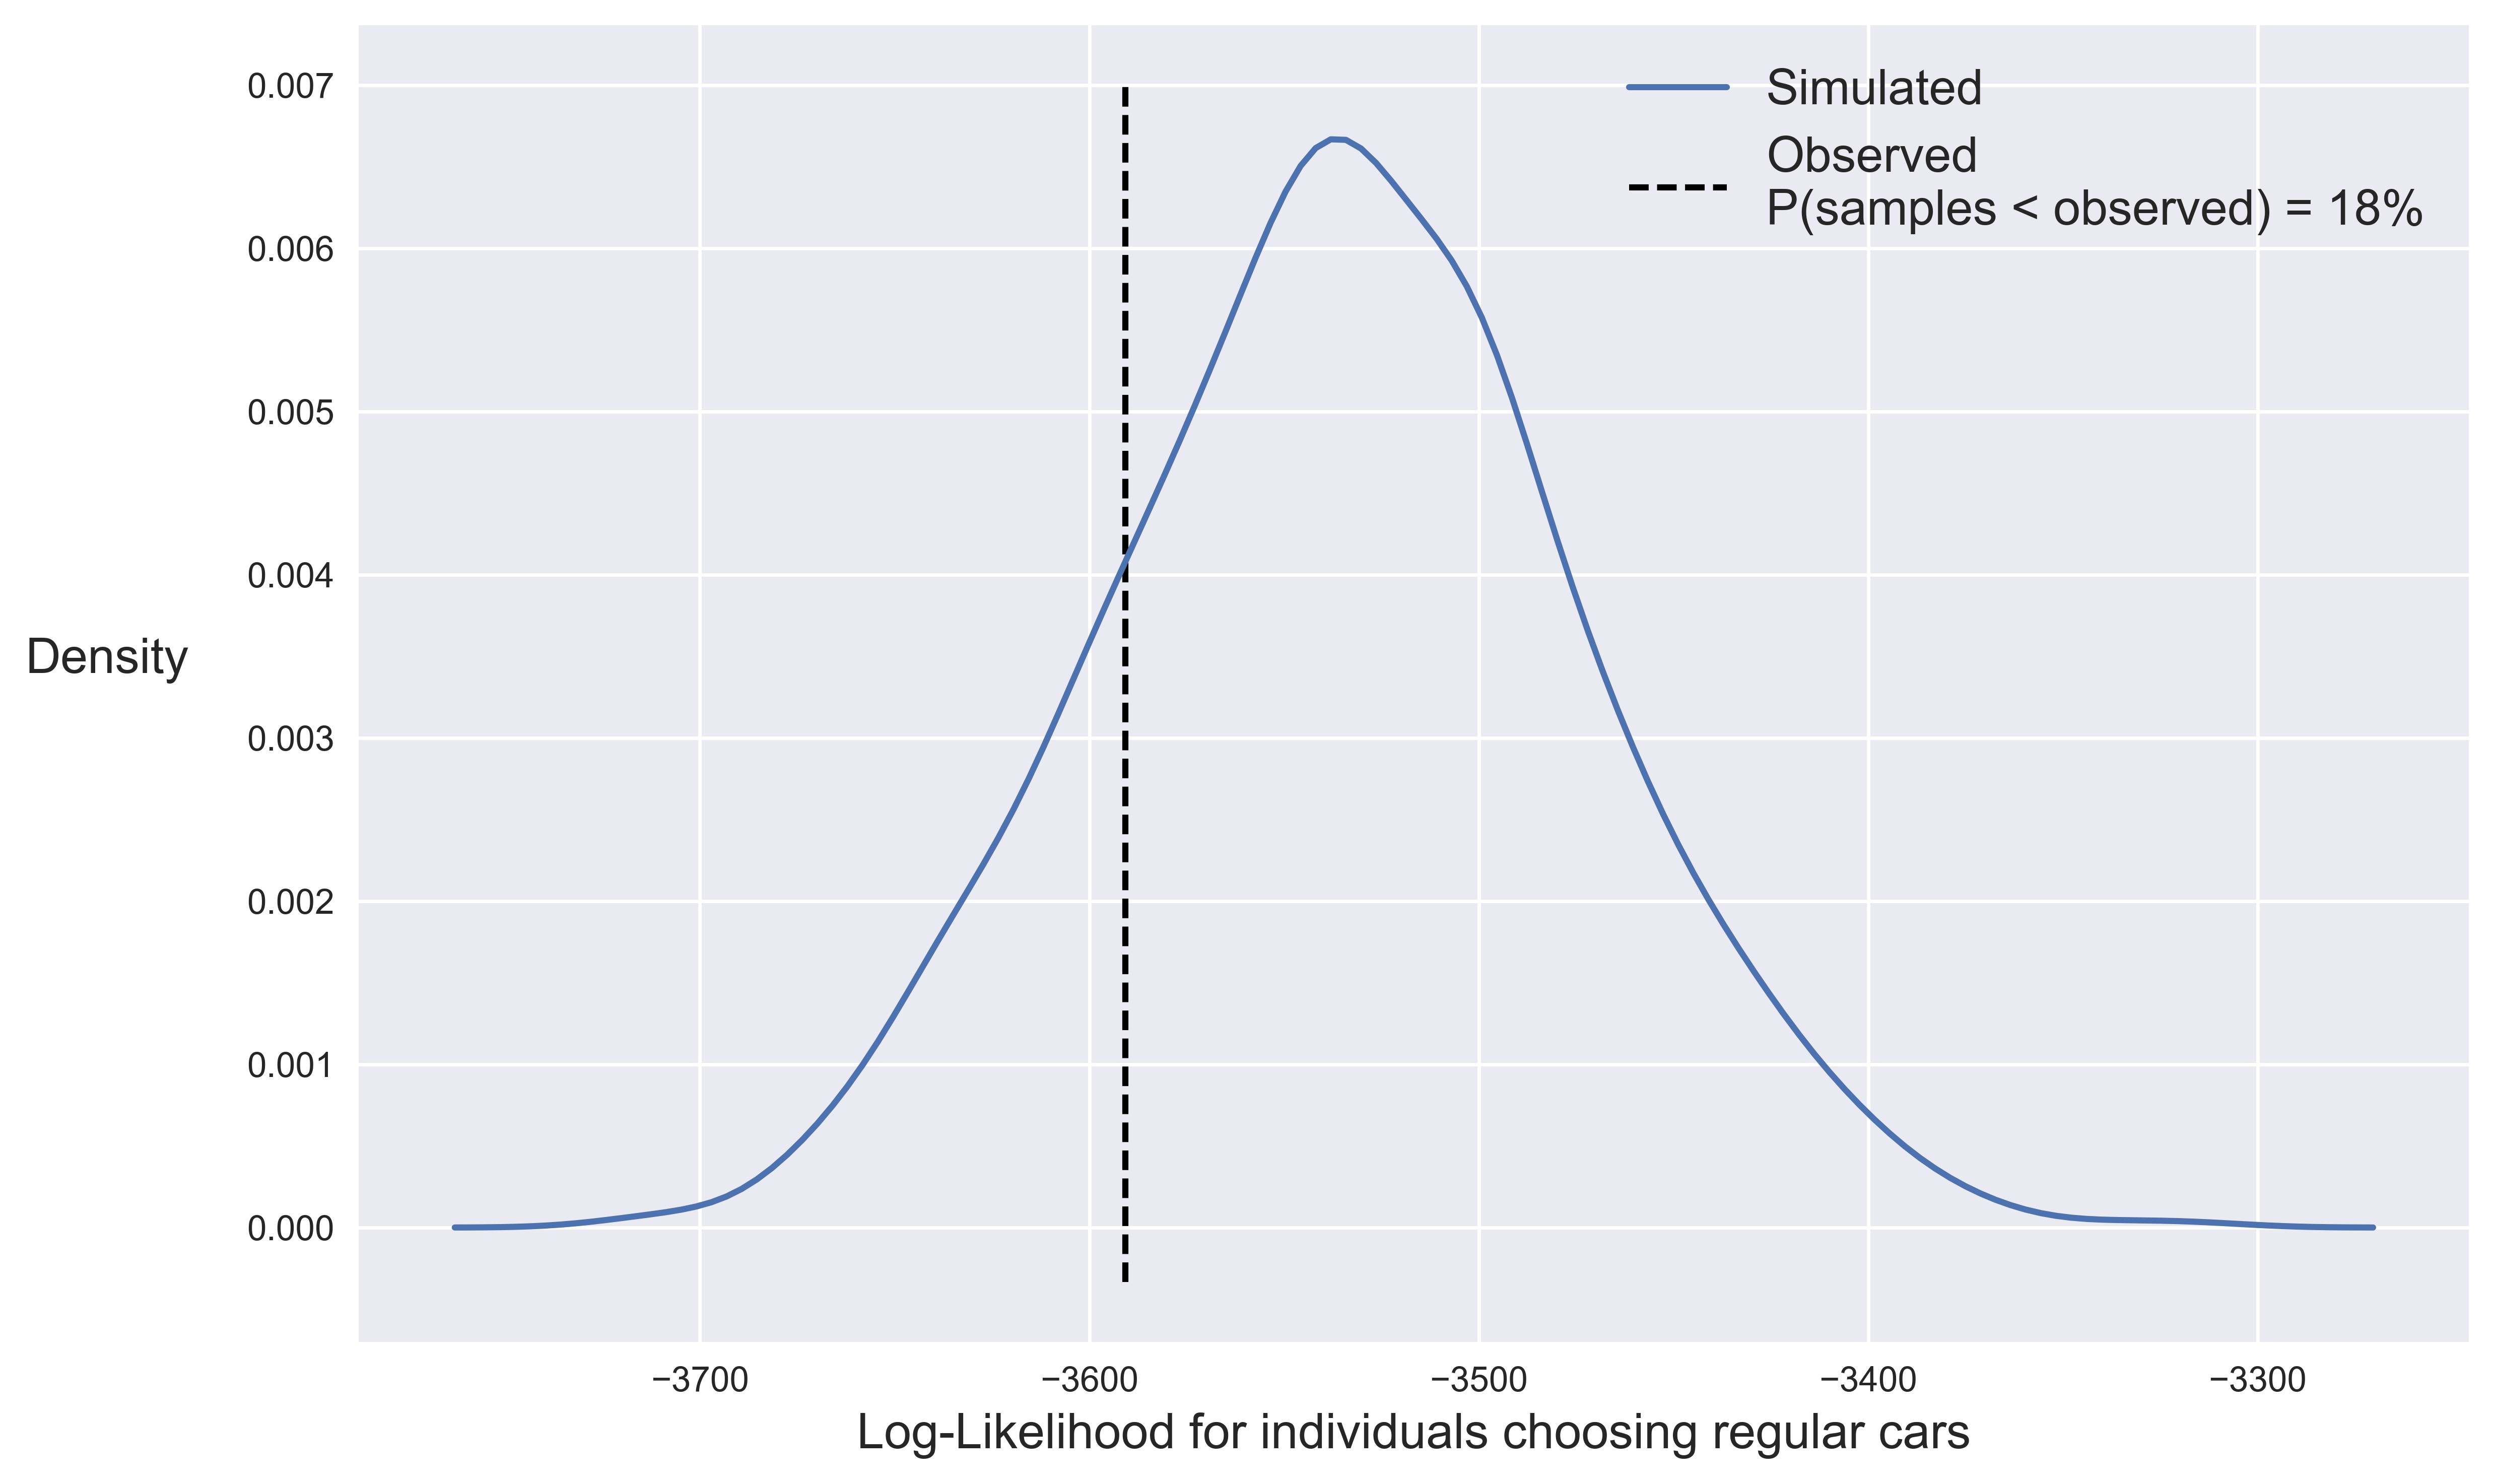 0.007
0.006
0.005
0.004
0.003
0.002
0.001
0.000
Density
Simulated
Observed
P(samples < observed) = 18%
−3700
−3600
−3500
−3400
−3300
Log-Likelihood for individuals choosing regular cars